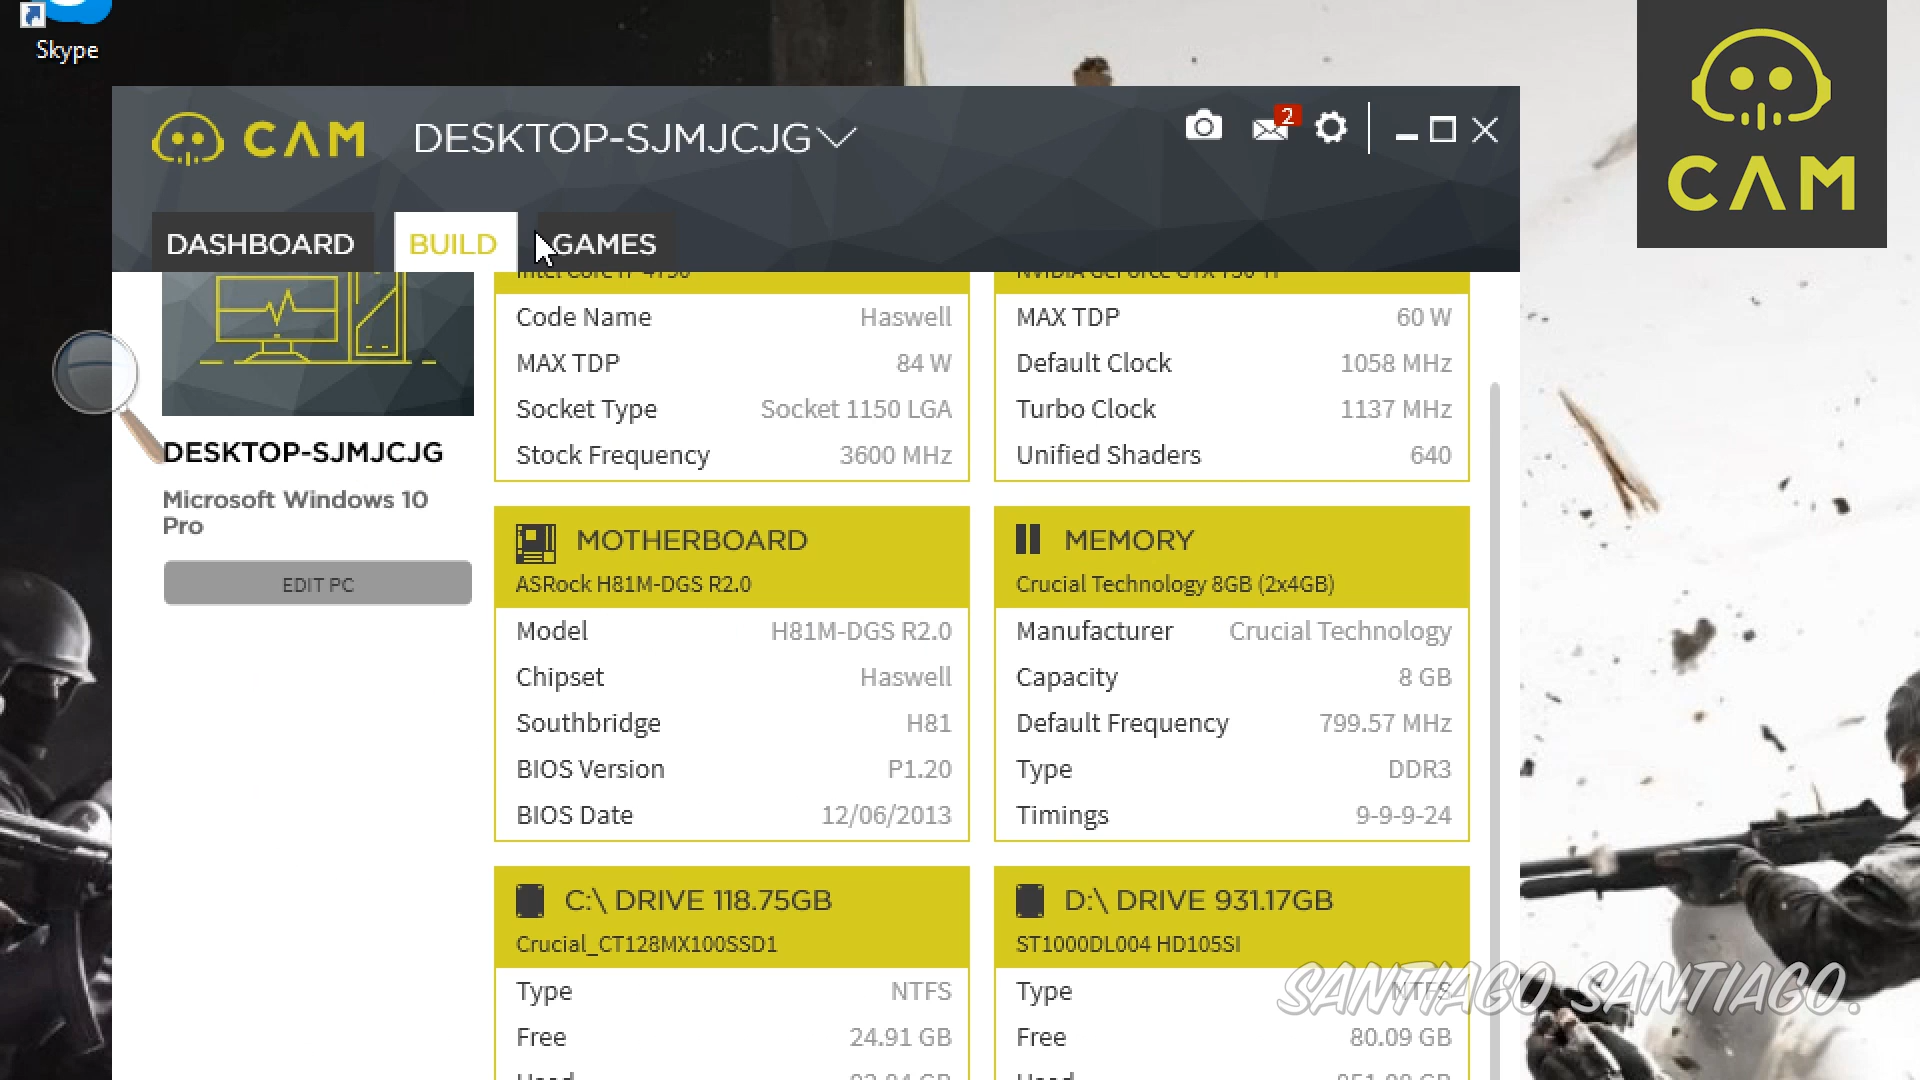 Skype
CAM
DESKTOP-SJMJCJG
2
CAM
DASHBOARD
BUILD
GAMES
Code Name Haswell
MAX TDP 84 W
Socket Type Socket 1150 LGA
Stock Frequency 3600 MHz
MAX TDP 60 W
Default Clock 1058 MHz
Turbo Clock 1137 MHz
Unified Shaders 640
DESKTOP-SJMJCJG
Microsoft Windows 10
Pro
EDIT PC
MOTHERBOARD
ASRock H81M-DGS R2.0
Model H81M-DGS R2.0
Chipset Haswell
Southbridge H81
BIOS Version P1.20
BIOS Date 12/06/2013
MEMORY
Crucial Technology 8GB (2x4GB)
Manufacturer Crucial Technology
Capacity 8 GB
Default Frequency 799.57 MHz
Type DDR3
Timings 9-9-9-24
C:\ DRIVE 118.75GB
Crucial_CT128MX100SSD1
Type NTFS
Free 24.91 GB
D:\ DRIVE 931.17GB
ST1000DL004 HD105SI
Type NTFS
Free 80.09 GB
SANTIAGO SANTIAGO.